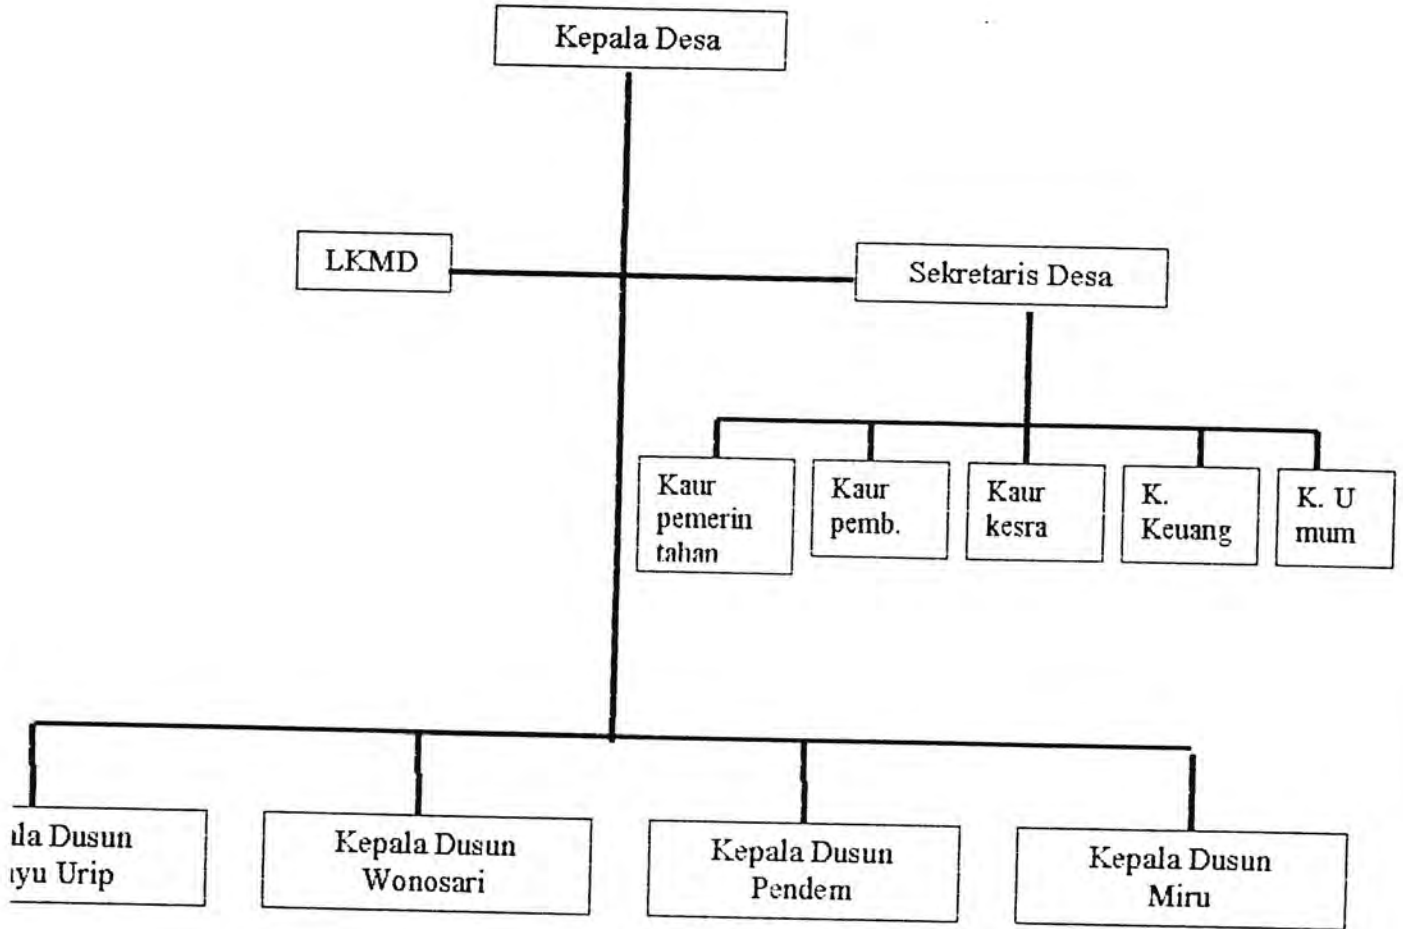 Kepala Desa
LKMD
Sekretaris Desa
Kaur
pemerin
tahan
Kaur
pemb.
Kaur
kesra
K.
Keuang
K. U
mum
Dusun
Urip
Kepala Dusun
Wonosari
Kepala Dusun
Pendem
Kepala Dusun
Miru